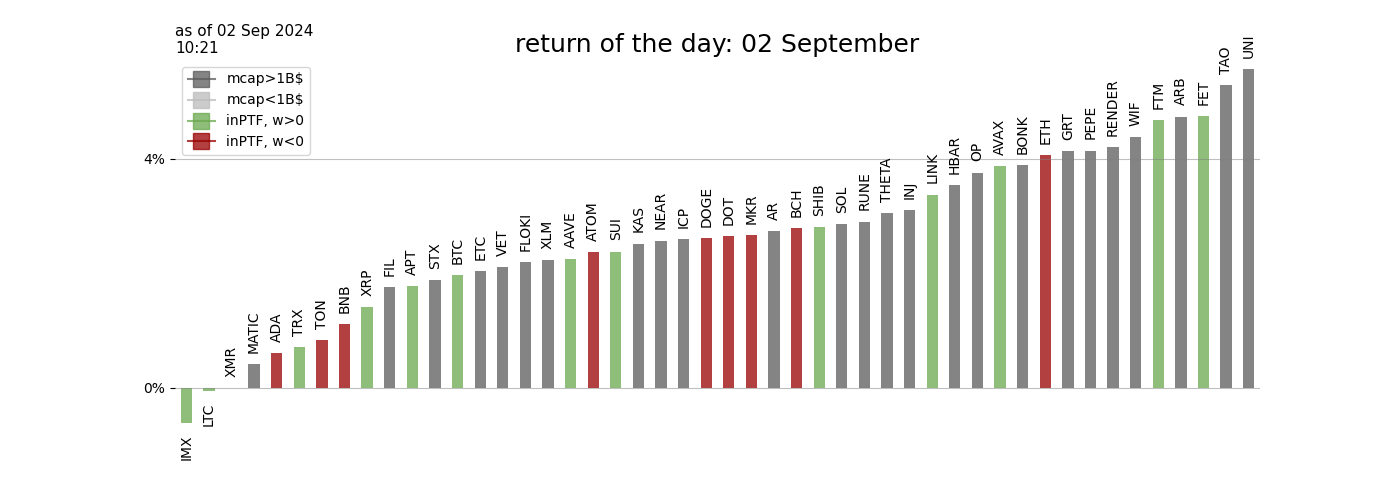 as of 02 Sep 2024
10:21
return of the day: 02 September
mcap>1B$
mcap<1B$
inPTF, w>0
inPTF, w<0
4%
0%
IMX
LTC
XMR
MATIC
ADA
TRX
TON
BNB
XRP
FIL
APT
STX
BTC
ETC
VET
FLOKI
XLM
AAVE
ATOM
SUI
KAS
NEAR
ICP
DOGE
DOT
MKR
AR
BCH
SHIB
SOL
RUNE
THETA
INJ
LINK
HBAR
OP
AVAX
BONK
ETH
GRT
PEPE
RENDER
WIF
FTM
ARB
FET
TAO
UNI